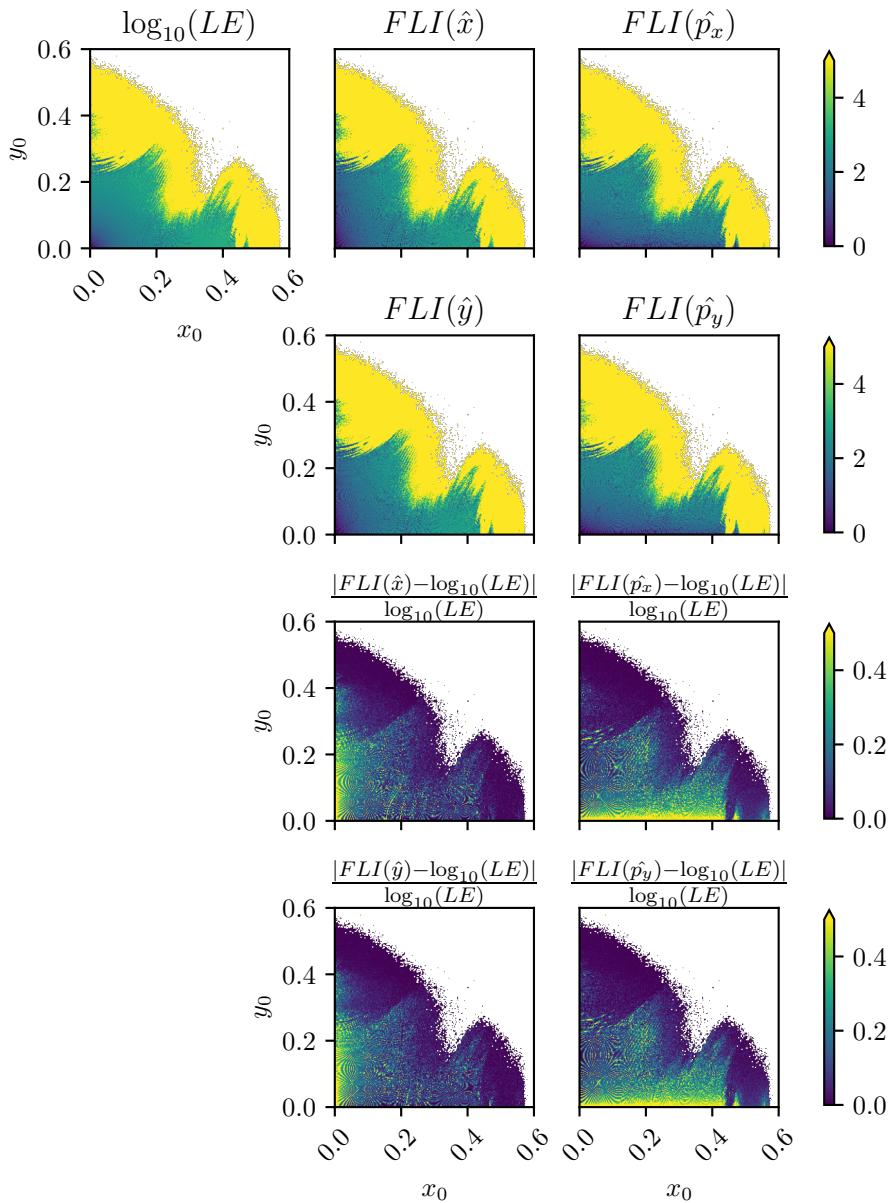 log₁₀(LE) FLI(x̂) FLI(p̂ₓ)
0.6
0.4
0.2
0.0
y₀
0.0 0.2 0.4 0.6
x₀
4
2
0
FLI(ŷ) FLI(p̂_y)
0.6
0.4
0.2
0.0
y₀
4
2
0
|FLI(x̂)−log₁₀(LE)| |FLI(p̂ₓ)−log₁₀(LE)|
log₁₀(LE) log₁₀(LE)
0.6
0.4
0.2
0.0
y₀
0.4
0.2
0.0
|FLI(ŷ)−log₁₀(LE)| |FLI(p̂_y)−log₁₀(LE)|
log₁₀(LE) log₁₀(LE)
0.6
0.4
0.2
0.0
y₀
0.4
0.2
0.0
0.0 0.2 0.4 0.6 0.0 0.2 0.4 0.6
x₀ x₀